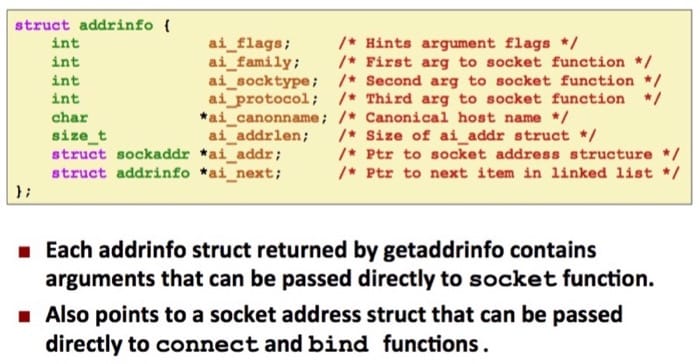 struct addrinfo {
int ai_flags; /* Hints argument flags */
int ai_family; /* First arg to socket function */
int ai_socktype; /* Second arg to socket function */
int ai_protocol; /* Third arg to socket function */
char *ai_canonname; /* Canonical host name */
size_t ai_addrlen; /* Size of ai_addr struct */
struct sockaddr *ai_addr; /* Ptr to socket address structure */
struct addrinfo *ai_next; /* Ptr to next item in linked list */
};
■ Each addrinfo struct returned by getaddrinfo contains
arguments that can be passed directly to socket function.
■ Also points to a socket address struct that can be passed
directly to connect and bind functions.